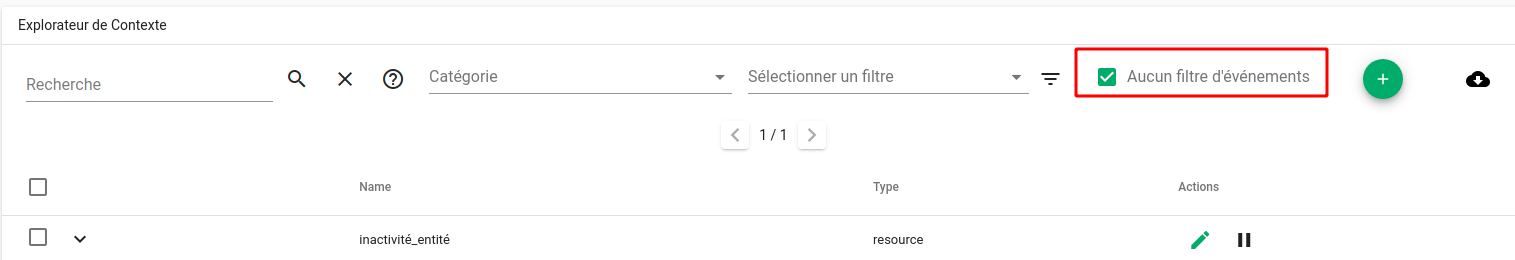 Explorateur de Contexte
Recherche
Catégorie
Sélectionner un filtre
Aucun filtre d'événements
1 / 1
Name Type Actions
inactivité_entité resource